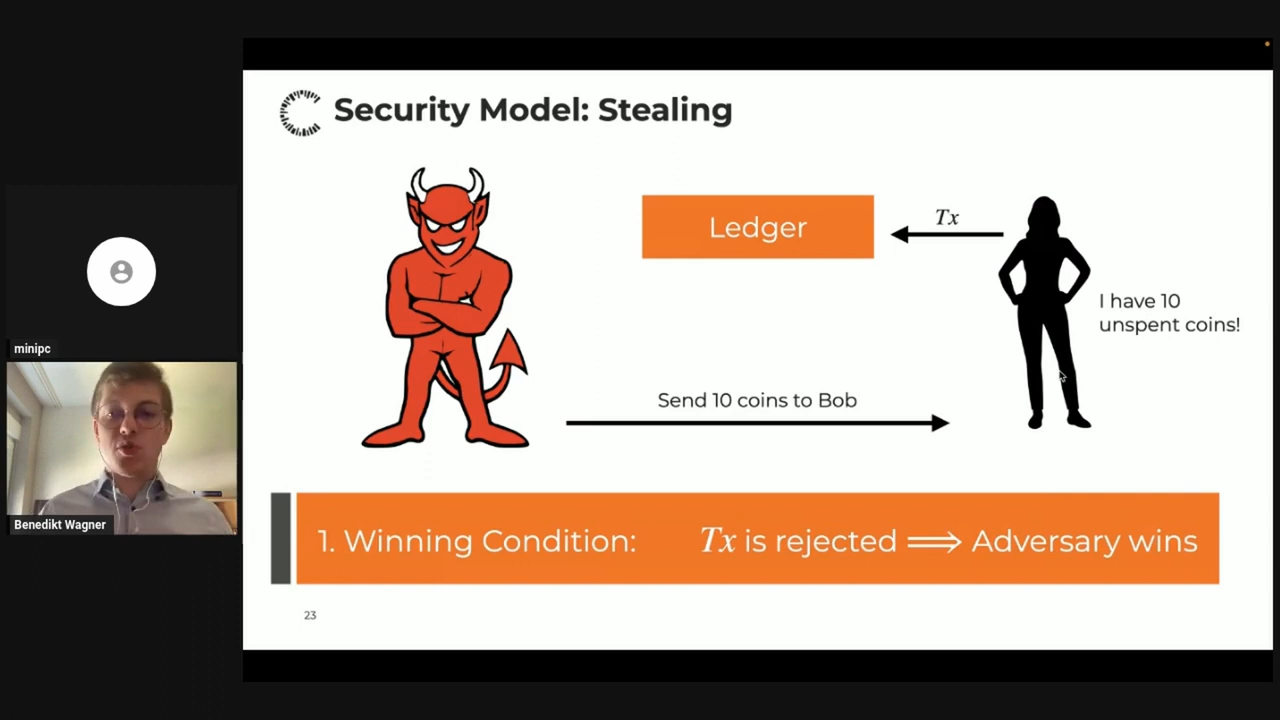 Security Model: Stealing
Ledger
Tx
I have 10
unspent coins!
Send 10 coins to Bob
1. Winning Condition: Tx is rejected ⟹ Adversary wins
23
minipc
Benedikt Wagner